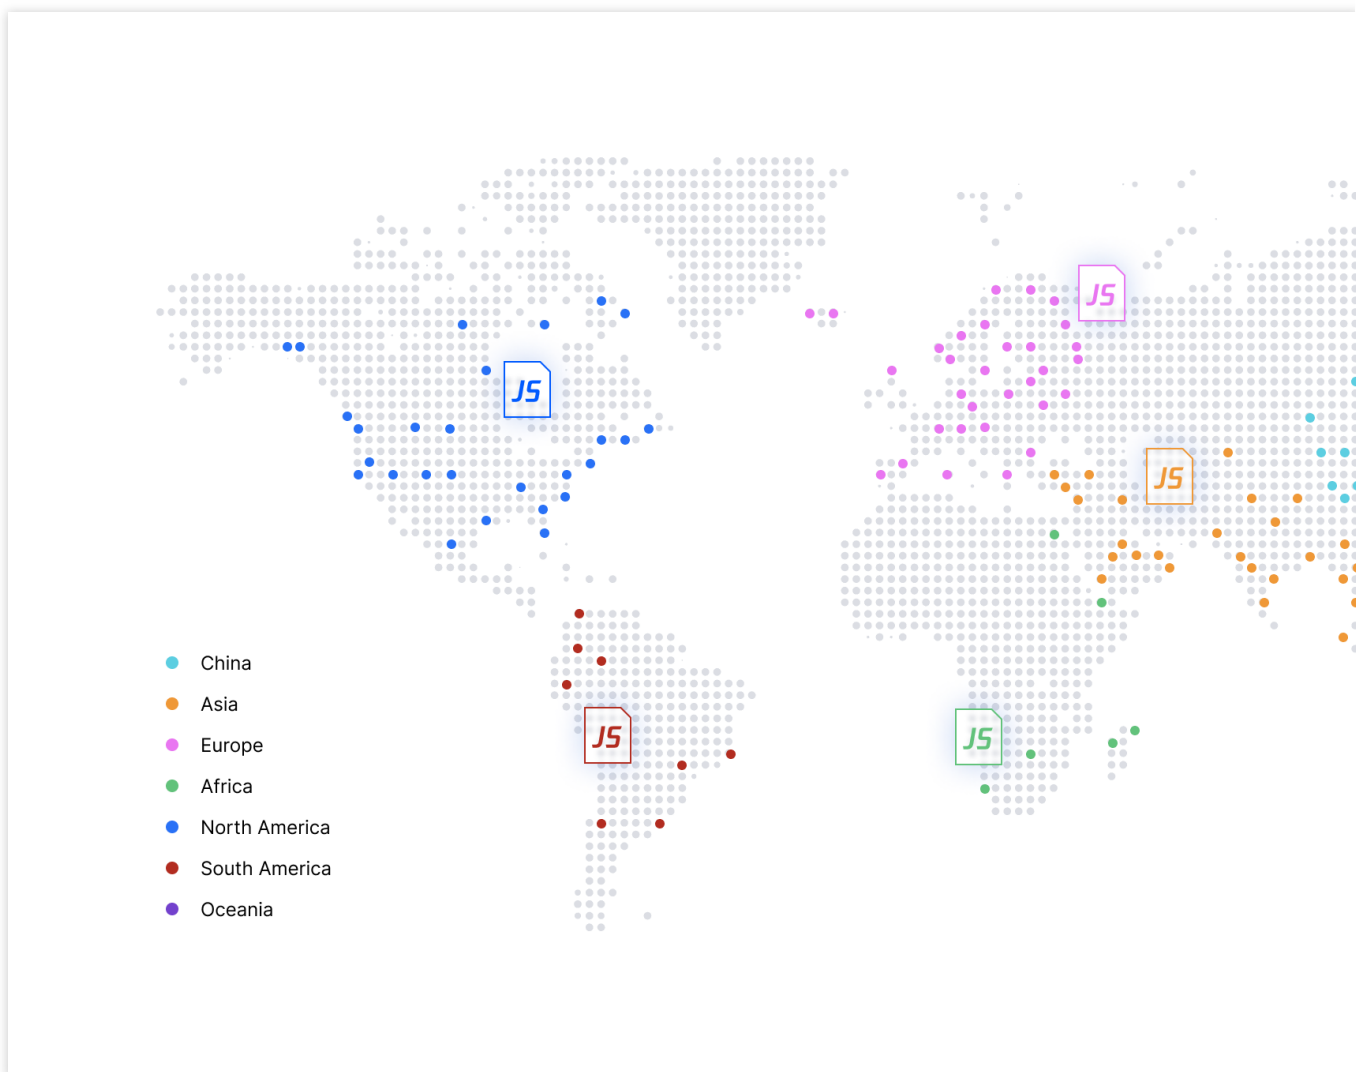 JS
JS
JS
JS
JS
China
Asia
Europe
Africa
North America
South America
Oceania